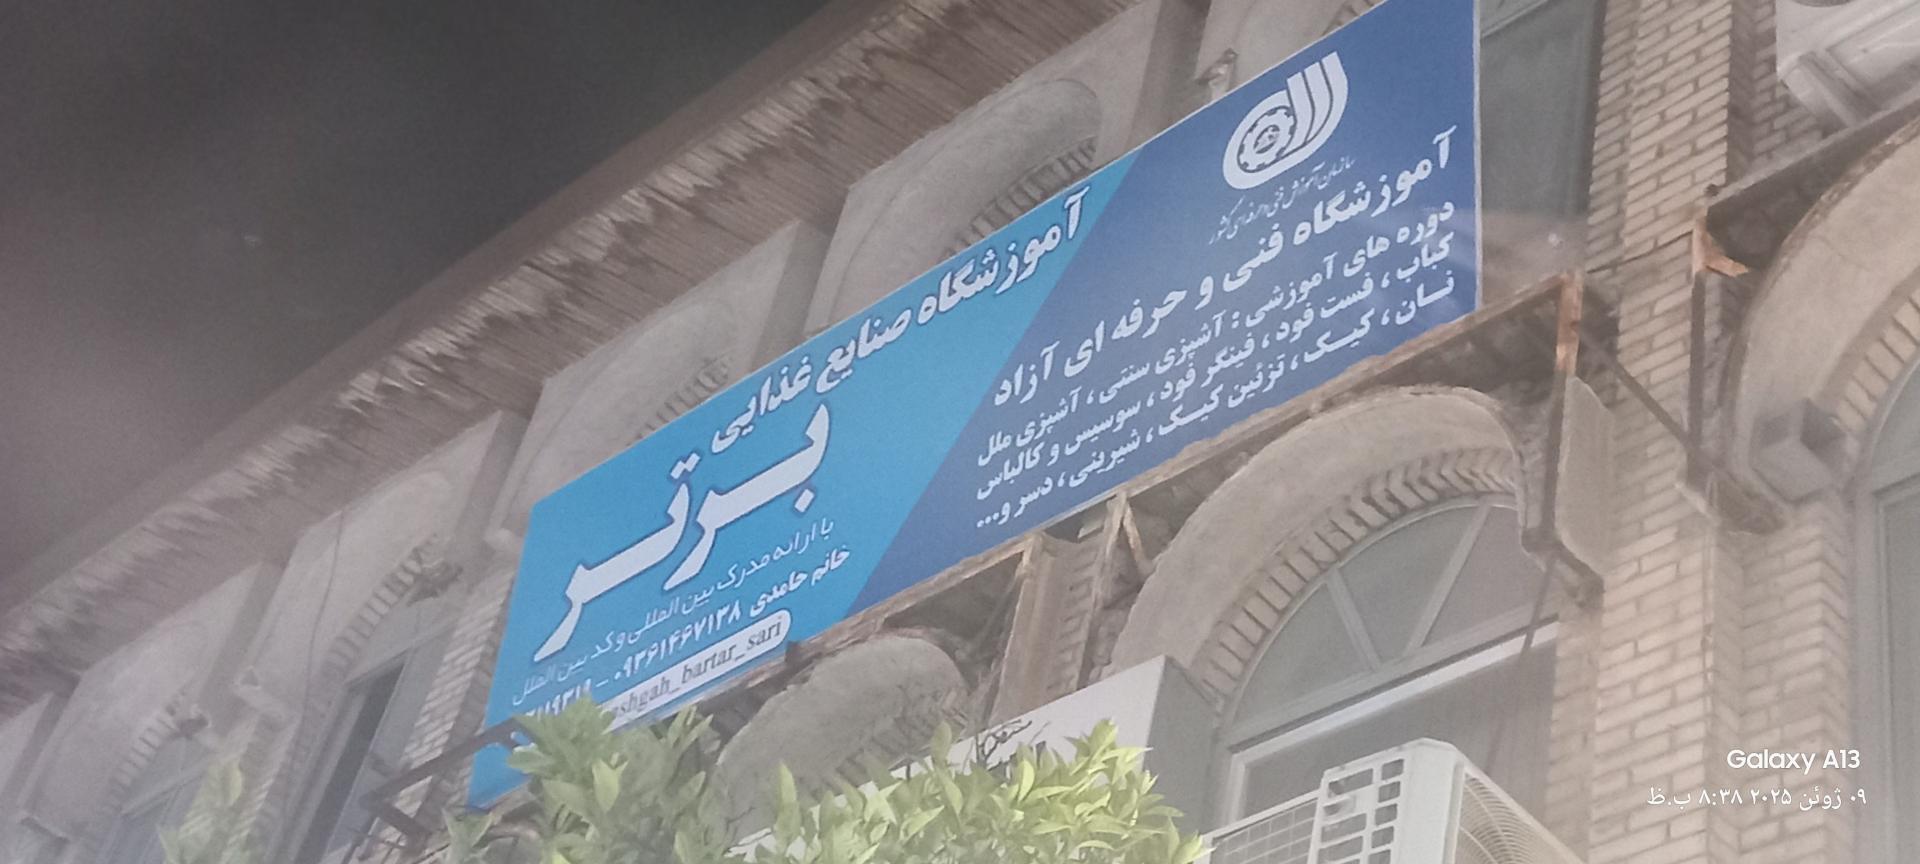 سازمان آموزش فنی و حرفه‌ای کشور
آموزشگاه فنی و حرفه ای آزاد
دوره های آموزشی : آشپزی سنتی ، آشپزی ملل
کباب ، فست فود ، فینگر فود ، سوسیس و کالباس
نان ، کیک ، تزئین کیک ، شیرینی ، دسر و...
آموزشگاه صنایع غذایی
برتر
با ارائه مدرک بین المللی و کد بین الملل
خانم حامدی ۰۹۳۶۱۴۶۷۱۳۸ -
shgah_bartar_sari
Galaxy A13
۰۹ ژوئن ۲۰۲۵ ۸:۳۸ ب.ظ